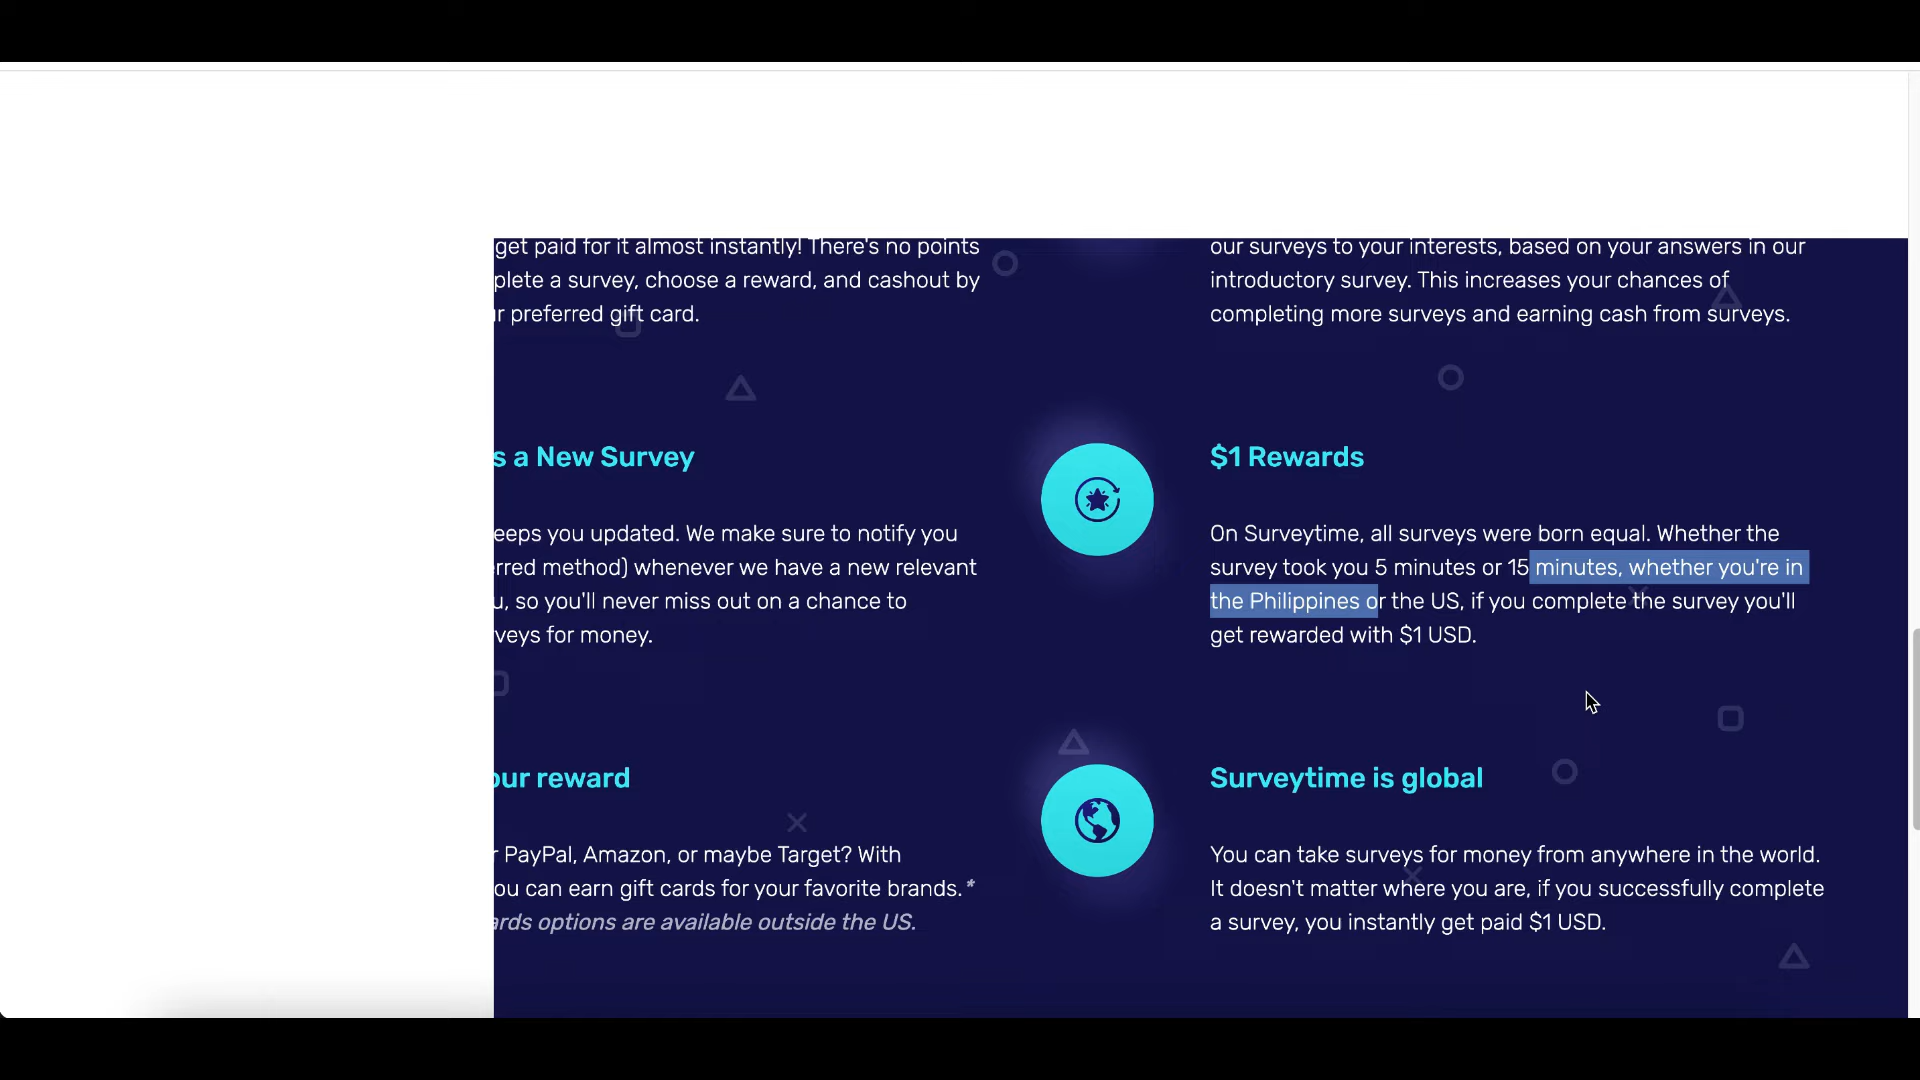 get paid for it almost instantly! There's no points
complete a survey, choose a reward, and cashout by
preferred gift card.
our surveys to your interests, based on your answers in our
introductory survey. This increases your chances of
completing more surveys and earning cash from surveys.
s a New Survey
eeps you updated. We make sure to notify you
rred method) whenever we have a new relevant
u, so you'll never miss out on a chance to
rveys for money.
$1 Rewards
On Surveytime, all surveys were born equal. Whether the
survey took you 5 minutes or 15 minutes, whether you're in
the Philippines or the US, if you complete the survey you'll
get rewarded with $1 USD.
our reward
r PayPal, Amazon, or maybe Target? With
ou can earn gift cards for your favorite brands.*
ards options are available outside the US.
Surveytime is global
You can take surveys for money from anywhere in the world.
It doesn't matter where you are, if you successfully complete
a survey, you instantly get paid $1 USD.